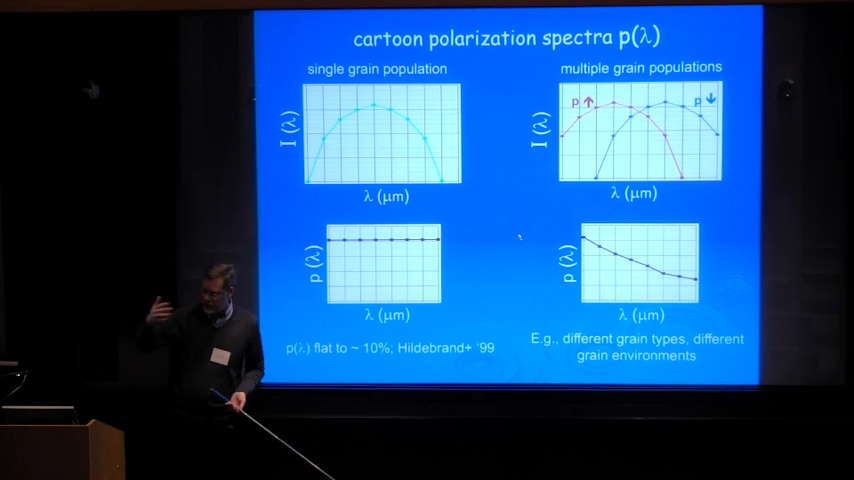 cartoon polarization spectra p(λ)
single grain population
multiple grain populations
I (λ)
λ (μm)
I (λ)
p ↑
p ↓
λ (μm)
p (λ)
λ (μm)
p (λ)
λ (μm)
p(λ) flat to ~ 10%; Hildebrand+ '99
E.g., different grain types, different
grain environments